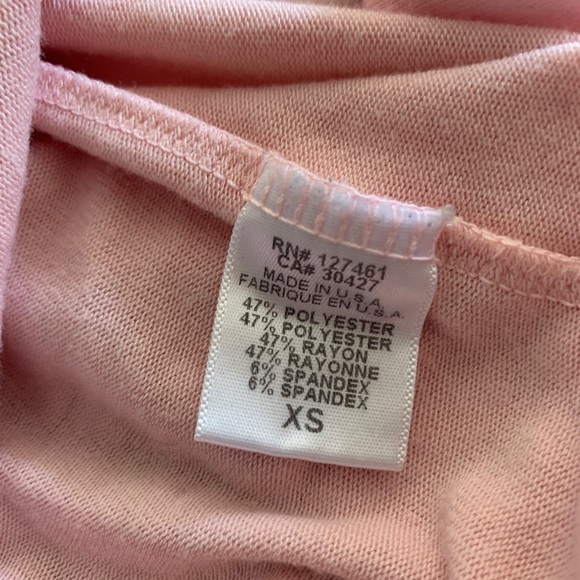 RN# 127461
CA# 30427
MADE IN U.S.A.
FABRIQUE EN U.S.A.
47% POLYESTER
47% POLYESTER
47% RAYON
47% RAYONNE
6% SPANDEX
6% SPANDEX
XS